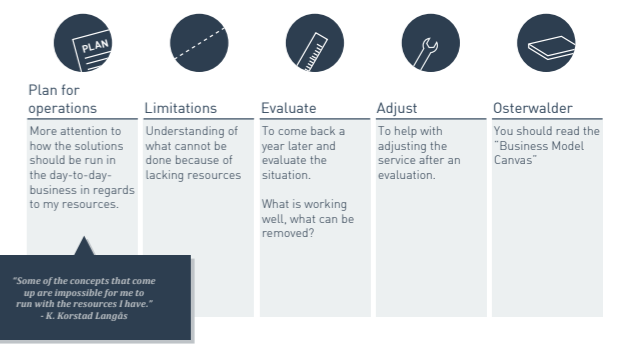 PLAN
Plan for
operations
More attention to
how the solutions
should be run in
the day-to-day-
business in regards
to my resources.
"Some of the concepts that come
up are impossible for me to
run with the resources I have."
- K. Korstad Langås
Limitations
Understanding of
what cannot be
done because of
lacking resources
Evaluate
To come back a
year later and
evaluate the
situation.
What is working
well, what can be
removed?
Adjust
To help with
adjusting the
service after an
evaluation.
Osterwalder
You should read the
"Business Model
Canvas"